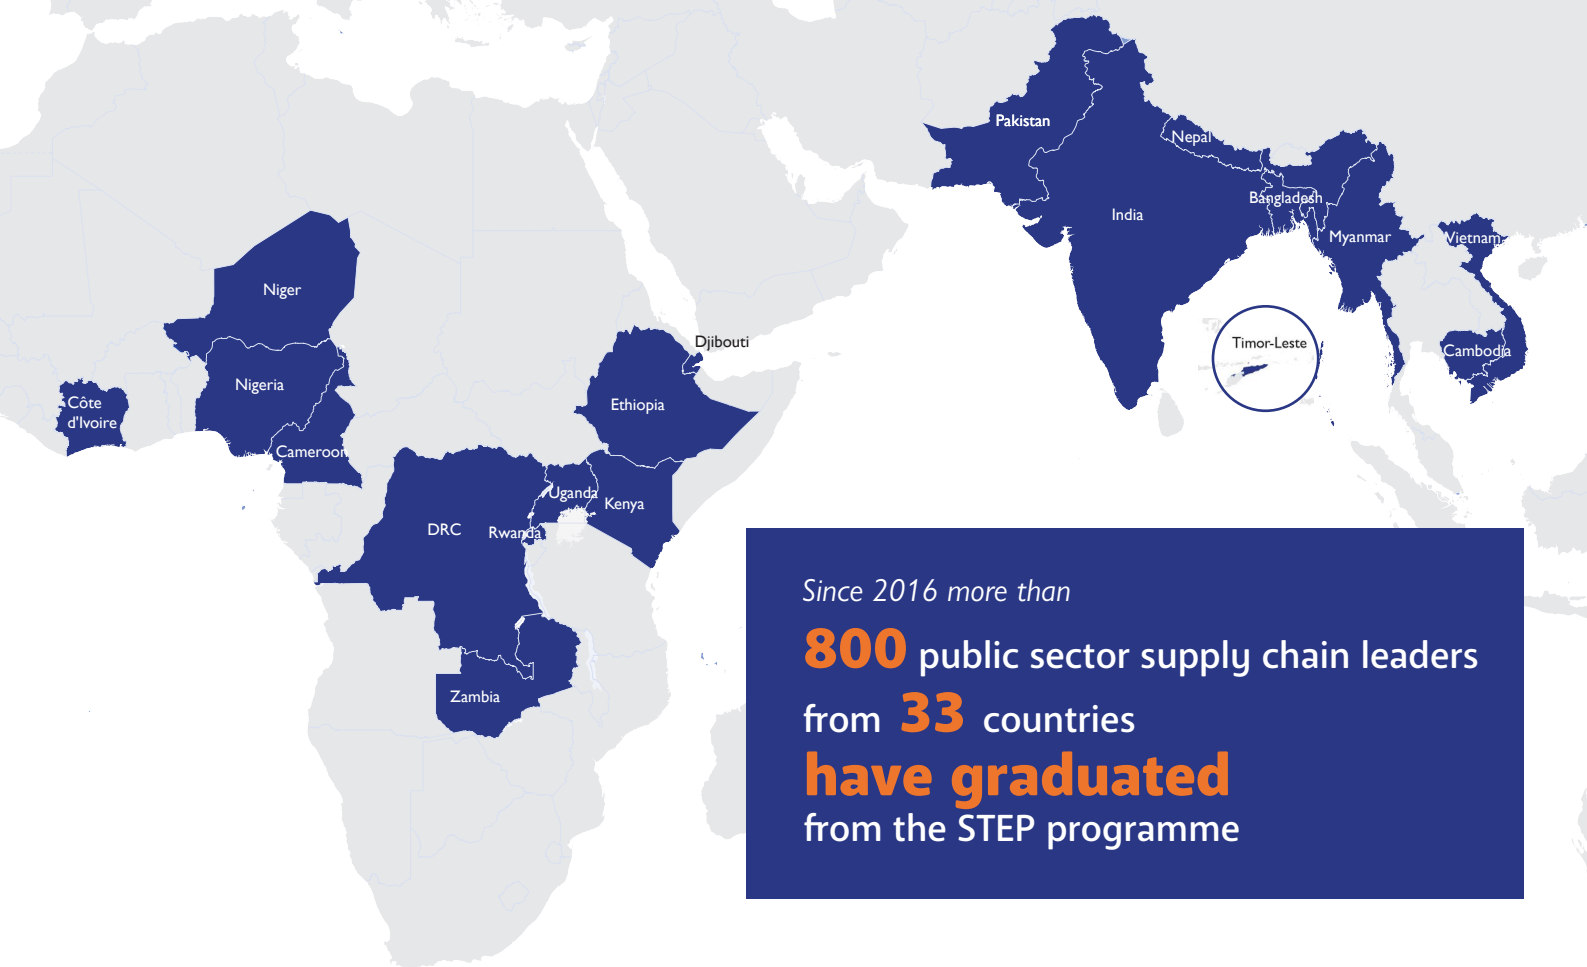 Pakistan
Nepal
Bangladesh
India
Myanmar
Vietnam
Niger
Djibouti
Timor-Leste
Cambodia
Nigeria
Côte
d'Ivoire
Ethiopia
Cameroon
Uganda
Kenya
DRC
Rwanda
Zambia
Since 2016 more than
800 public sector supply chain leaders
from 33 countries
have graduated
from the STEP programme